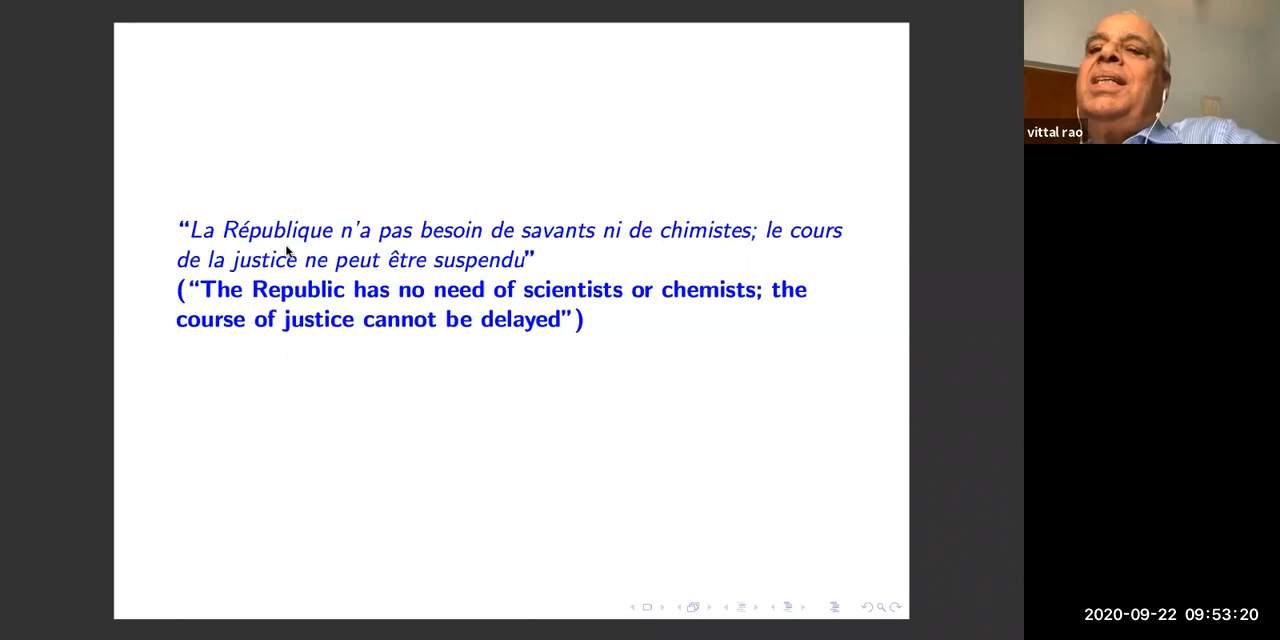 “La République n'a pas besoin de savants ni de chimistes; le cours
de la justice ne peut être suspendu”
(“The Republic has no need of scientists or chemists; the
course of justice cannot be delayed”)
vittal rao
2020-09-22 09:53:20